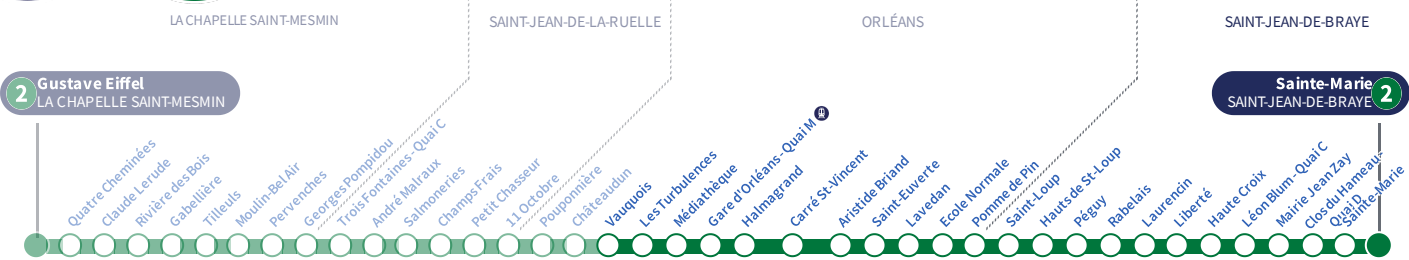 LA CHAPELLE SAINT-MESMIN
SAINT-JEAN-DE-LA-RUELLE
ORLÉANS
SAINT-JEAN-DE-BRAYE
2
Gustave Eiffel
LA CHAPELLE SAINT-MESMIN
Sainte-Marie
SAINT-JEAN-DE-BRAYE
2
Quatre Cheminées
Claude Lerude
Rivière des Bois
Gabellière
Tilleuls
Moulin-Bel Air
Pervenches
Georges Pompidou
Trois Fontaines - Quai C
André Malraux
Salmoneries
Champs Frais
Petit Chasseur
11 Octobre
Pouponnière
Châteaudun
Vauquois
Les Turbulences
Médiathèque
Gare d'Orléans - Quai M
Halmagrand
Carré St-Vincent
Aristide Briand
Saint-Euverte
Lavedan
Ecole Normale
Pomme de Pin
Saint-Loup
Hauts de St-Loup
Péguy
Rabelais
Laurencin
Liberté
Haute Croix
Léon Blum - Quai C
Mairie Jean Zay
Clos du Hameau -
Quai D
Sainte-Marie